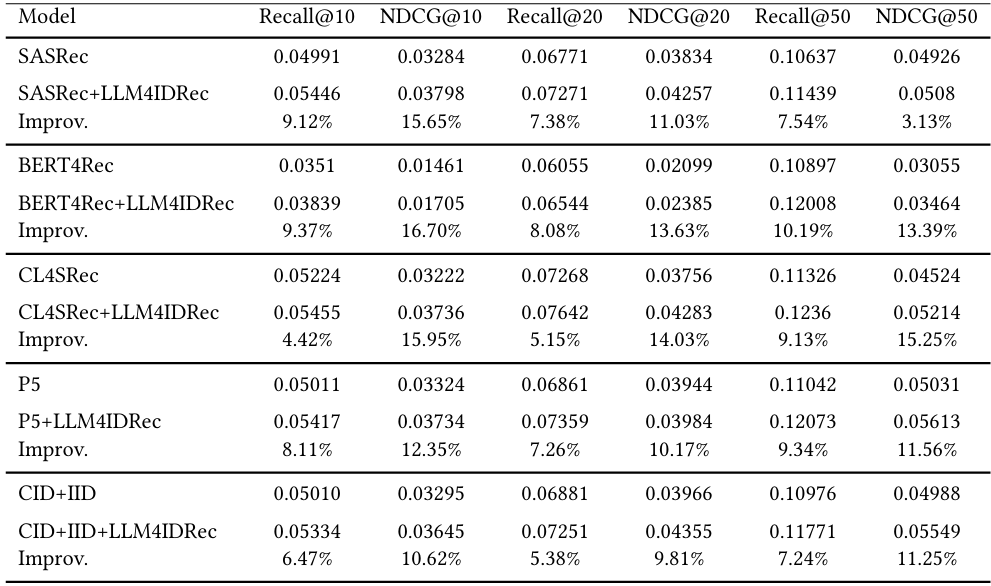 Model Recall@10 NDCG@10 Recall@20 NDCG@20 Recall@50 NDCG@50
SASRec 0.04991 0.03284 0.06771 0.03834 0.10637 0.04926
SASRec+LLM4IDRec 0.05446 0.03798 0.07271 0.04257 0.11439 0.0508
Improv. 9.12% 15.65% 7.38% 11.03% 7.54% 3.13%
BERT4Rec 0.0351 0.01461 0.06055 0.02099 0.10897 0.03055
BERT4Rec+LLM4IDRec 0.03839 0.01705 0.06544 0.02385 0.12008 0.03464
Improv. 9.37% 16.70% 8.08% 13.63% 10.19% 13.39%
CL4SRec 0.05224 0.03222 0.07268 0.03756 0.11326 0.04524
CL4SRec+LLM4IDRec 0.05455 0.03736 0.07642 0.04283 0.1236 0.05214
Improv. 4.42% 15.95% 5.15% 14.03% 9.13% 15.25%
P5 0.05011 0.03324 0.06861 0.03944 0.11042 0.05031
P5+LLM4IDRec 0.05417 0.03734 0.07359 0.03984 0.12073 0.05613
Improv. 8.11% 12.35% 7.26% 10.17% 9.34% 11.56%
CID+IID 0.05010 0.03295 0.06881 0.03966 0.10976 0.04988
CID+IID+LLM4IDRec 0.05334 0.03645 0.07251 0.04355 0.11771 0.05549
Improv. 6.47% 10.62% 5.38% 9.81% 7.24% 11.25%